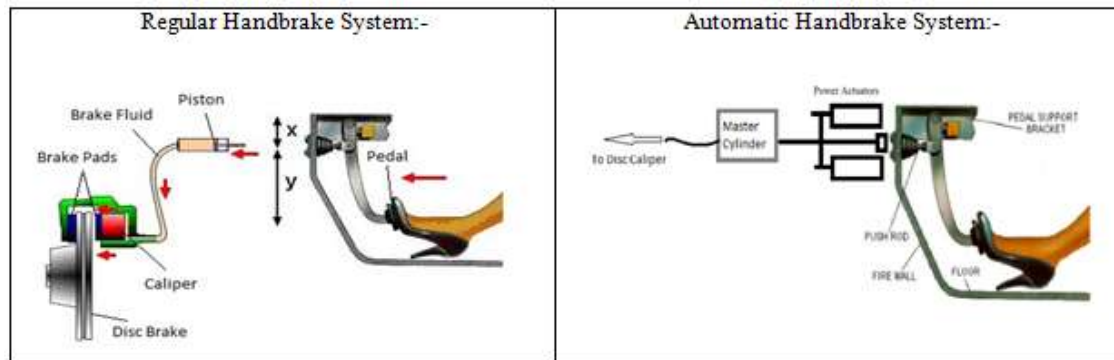 Regular Handbrake System:-
Piston
Brake Fluid
Brake Pads
x
Pedal
y
Caliper
Disc Brake
Automatic Handbrake System:-
Power Actuators
PEDAL SUPPORT
BRACKET
Master
Cylinder
To Disc Caliper
PUSH ROD
FIRE WALL
FLOOR